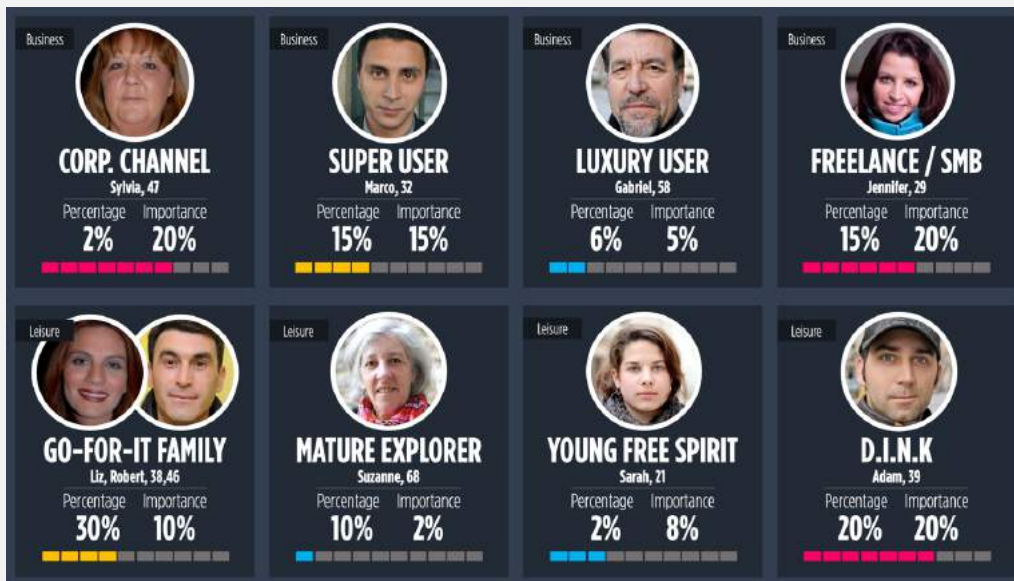 Business
CORP. CHANNEL
Sylvia, 47
Percentage Importance
2% 20%
Business
SUPER USER
Marco, 32
Percentage Importance
15% 15%
Business
LUXURY USER
Gabriel, 58
Percentage Importance
6% 5%
Business
FREELANCE / SMB
Jennifer, 29
Percentage Importance
15% 20%
Leisure
GO-FOR-IT FAMILY
Liz, Robert, 38,46
Percentage Importance
30% 10%
Leisure
MATURE EXPLORER
Suzanne, 68
Percentage Importance
10% 2%
Leisure
YOUNG FREE SPIRIT
Sarah, 21
Percentage Importance
2% 8%
Leisure
D.I.N.K
Adam, 39
Percentage Importance
20% 20%